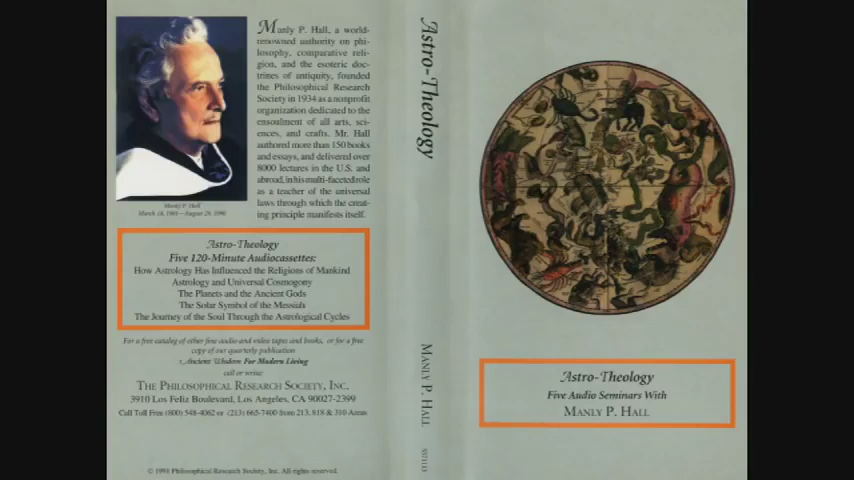 Manly P. Hall, a world-
renowned authority on phi-
losophy, comparative reli-
gion, and the esoteric doc-
trines of antiquity, founded
the Philosophical Research
Society in 1934 as a nonprofit
organization dedicated to the
ensoulment of all arts, sci-
ences, and crafts. Mr. Hall
authored more than 150 books
and essays, and delivered over
8000 lectures in the U.S. and
abroad, in his multi-faceted role
as a teacher of the universal
laws through which the creat-
ing principle manifests itself.
Manly P. Hall
March 18, 1901—August 29, 1990
Astro-Theology
Five 120-Minute Audiocassettes:
How Astrology Has Influenced the Religions of Mankind
Astrology and Universal Cosmogony
The Planets and the Ancient Gods
The Solar Symbol of the Messiah
The Journey of the Soul Through the Astrological Cycles
For a free catalog of other fine audio and video tapes and books, or for a free
copy of our quarterly publication
Ancient Wisdom For Modern Living
call or write:
THE PHILOSOPHICAL RESEARCH SOCIETY, INC.
3910 Los Feliz Boulevard, Los Angeles, CA 90027-2399
Call Toll Free (800) 548-4062 or (213) 665-7400 from 213, 818 & 310 Areas
© 1991 Philosophical Research Society, Inc. All rights reserved.
Astro-Theology
MANLY P. HALL
Astro-Theology
Five Audio Seminars With
MANLY P. HALL